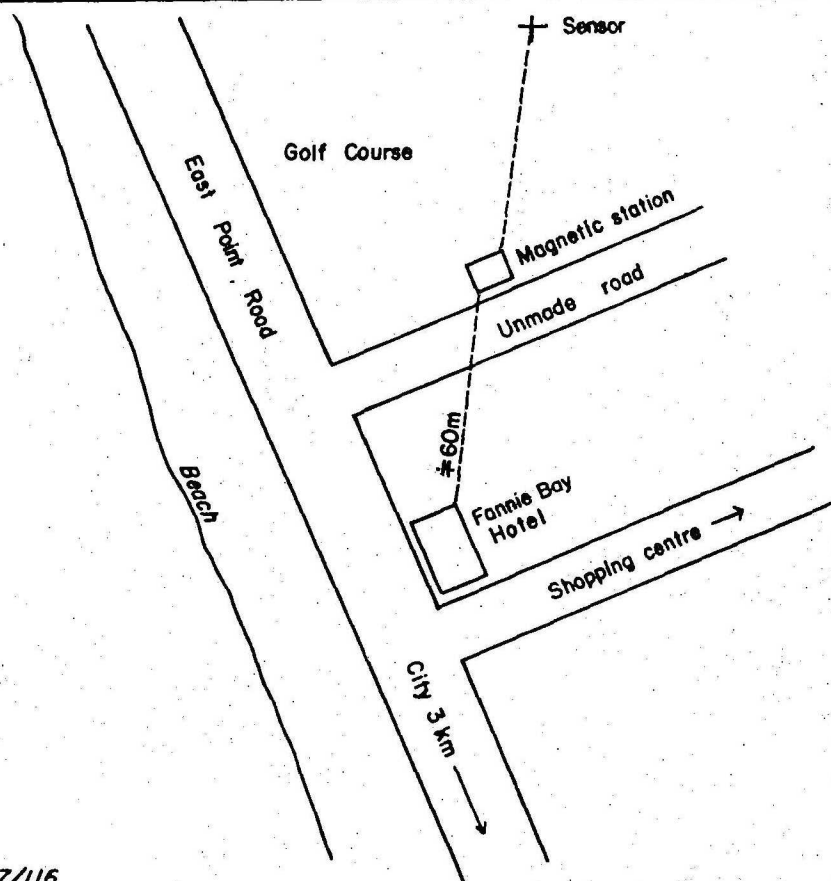 Sensor
Golf Course
East Point Road
Magnetic station
Unmade road
≑60m
Beach
Fannie Bay
Hotel
Shopping centre
City 3 km